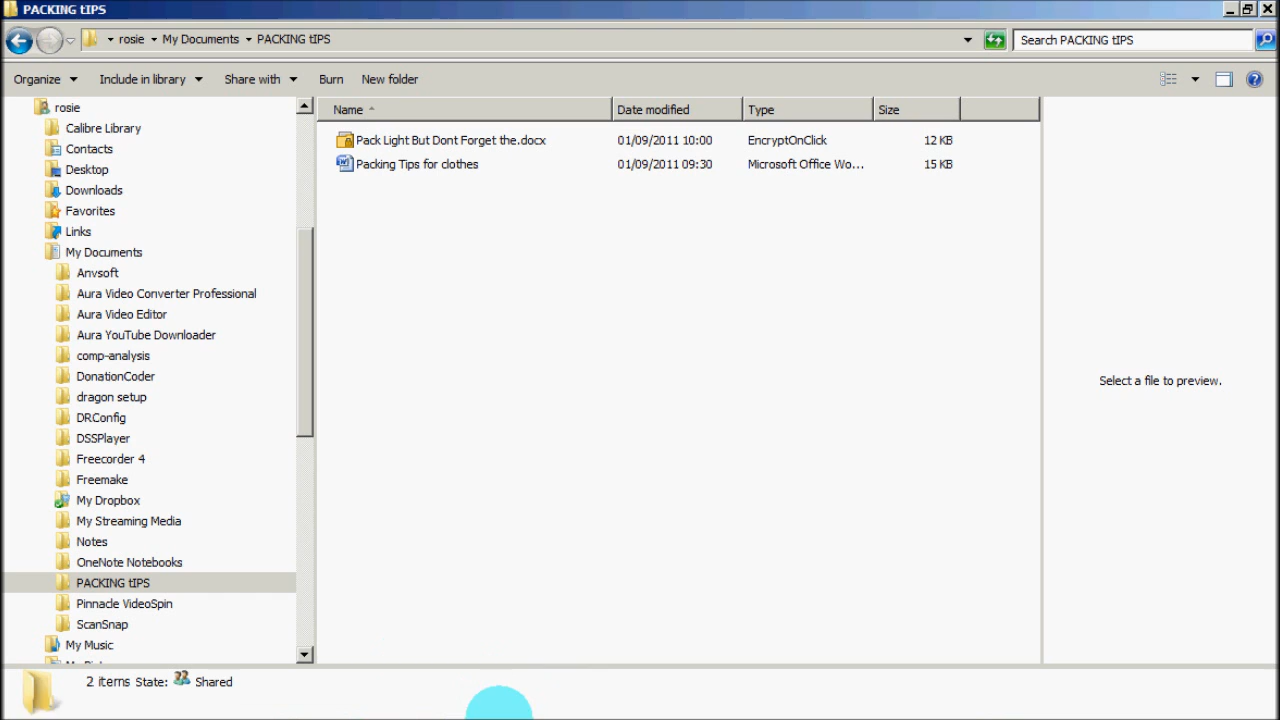 PACKING tIPS
rosie My Documents PACKING tIPS
Search PACKING tIPS
Organize Include in library Share with Burn New folder
rosie
Calibre Library
Contacts
Desktop
Downloads
Favorites
Links
My Documents
Anvsoft
Aura Video Converter Professional
Aura Video Editor
Aura YouTube Downloader
comp-analysis
DonationCoder
dragon setup
DRConfig
DSSPlayer
Freecorder 4
Freemake
My Dropbox
My Streaming Media
Notes
OneNote Notebooks
PACKING tIPS
Pinnacle VideoSpin
ScanSnap
My Music
Name Date modified Type Size
Pack Light But Dont Forget the.docx 01/09/2011 10:00 EncryptOnClick 12 KB
Packing Tips for clothes 01/09/2011 09:30 Microsoft Office Wo... 15 KB
Select a file to preview.
2 items State: Shared